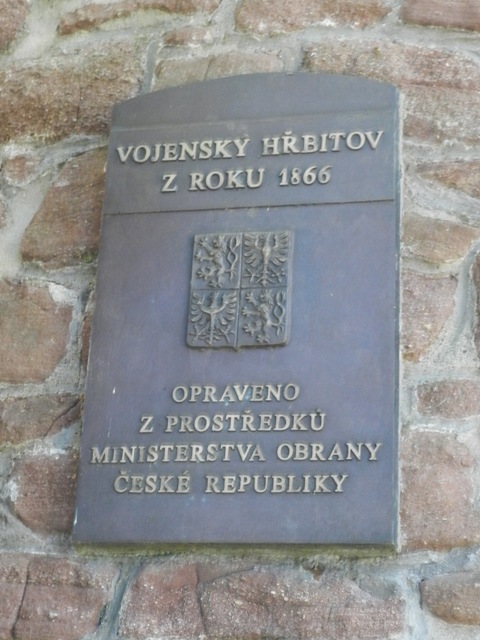 VOJENSKÝ HŘBITOV
Z ROKU 1866
OPRAVENO
Z PROSTŘEDKŮ
MINISTERSTVA OBRANY
ČESKÉ REPUBLIKY